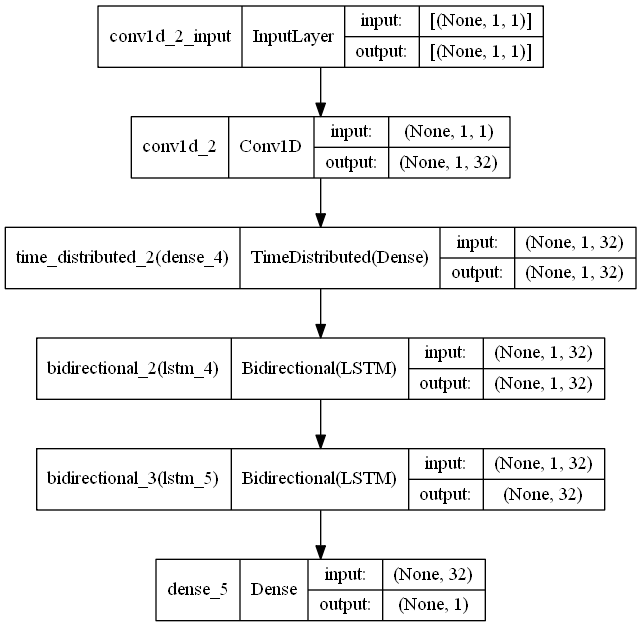 conv1d_2_input InputLayer input: [(None, 1, 1)]
output: [(None, 1, 1)]
conv1d_2 Conv1D input: (None, 1, 1)
output: (None, 1, 32)
time_distributed_2(dense_4) TimeDistributed(Dense) input: (None, 1, 32)
output: (None, 1, 32)
bidirectional_2(lstm_4) Bidirectional(LSTM) input: (None, 1, 32)
output: (None, 1, 32)
bidirectional_3(lstm_5) Bidirectional(LSTM) input: (None, 1, 32)
output: (None, 32)
dense_5 Dense input: (None, 32)
output: (None, 1)